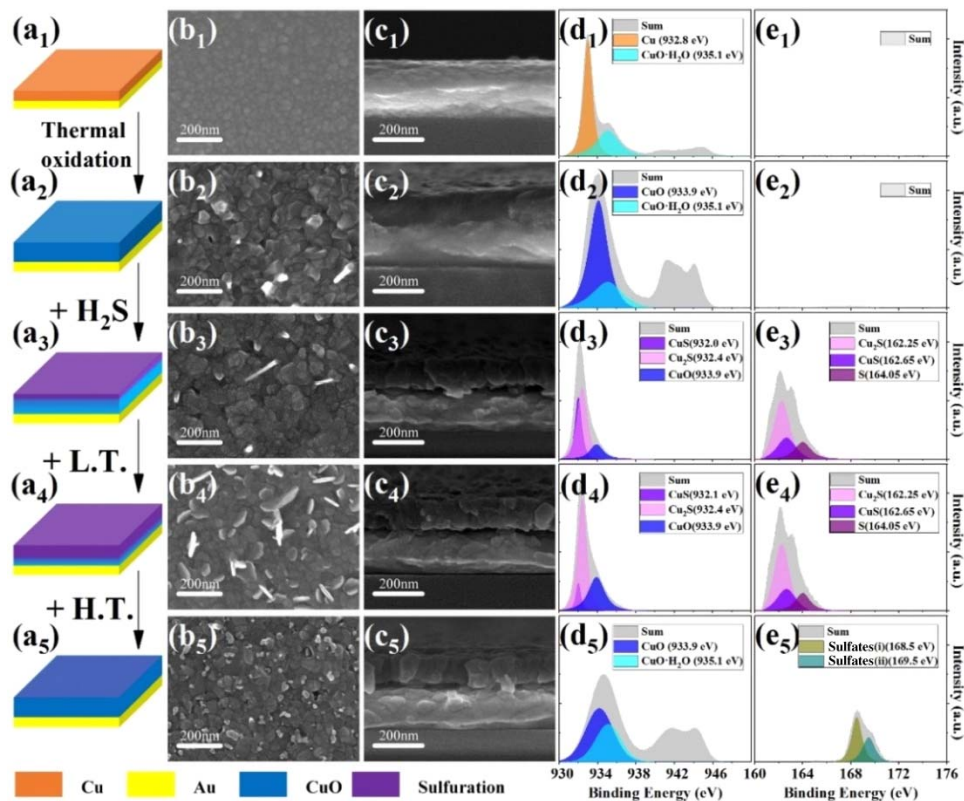 (a1)
(b1)
200nm
(c1)
200nm
(d1)
Sum
Cu (932.8 eV)
CuO·H2O (935.1 eV)
(e1)
Sum
Intensity (a.u.)
Thermal
oxidation
(a2)
(b2)
200nm
(c2)
200nm
(d2)
Sum
CuO (933.9 eV)
CuO·H2O (935.1 eV)
(e2)
Sum
Intensity (a.u.)
+ H2S
(a3)
(b3)
200nm
(c3)
200nm
(d3)
Sum
CuS(932.0 eV)
Cu2S(932.4 eV)
CuO(933.9 eV)
(e3)
Sum
Cu2S(162.25 eV)
CuS(162.65 eV)
S(164.05 eV)
Intensity (a.u.)
+ L.T.
(a4)
(b4)
200nm
(c4)
200nm
(d4)
Sum
CuS(932.1 eV)
Cu2S(932.4 eV)
CuO(933.9 eV)
(e4)
Sum
Cu2S(162.25 eV)
CuS(162.65 eV)
S(164.05 eV)
Intensity (a.u.)
+ H.T.
(a5)
(b5)
200nm
(c5)
200nm
(d5)
Sum
CuO (933.9 eV)
CuO·H2O (935.1 eV)
(e5)
Sum
Sulfates(i)(168.5 eV)
Sulfates(ii)(169.5 eV)
Intensity (a.u.)
930 934 938 942 946
160 164 168 172 176
Binding Energy (eV)
Binding Energy (eV)
Cu
Au
CuO
Sulfuration